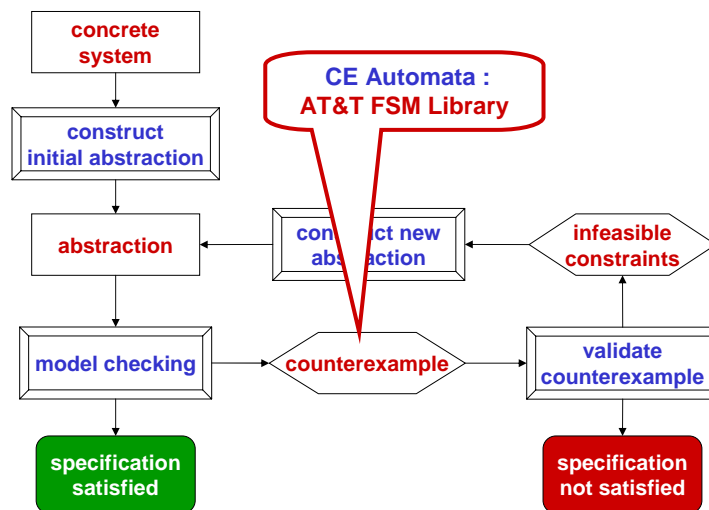 concrete
system
CE Automata :
AT&T FSM Library
construct
initial abstraction
abstraction
new
infeasible
constraints
model checking
counterexample
validate
counterexample
specification
satisfied
specification
not satisfied